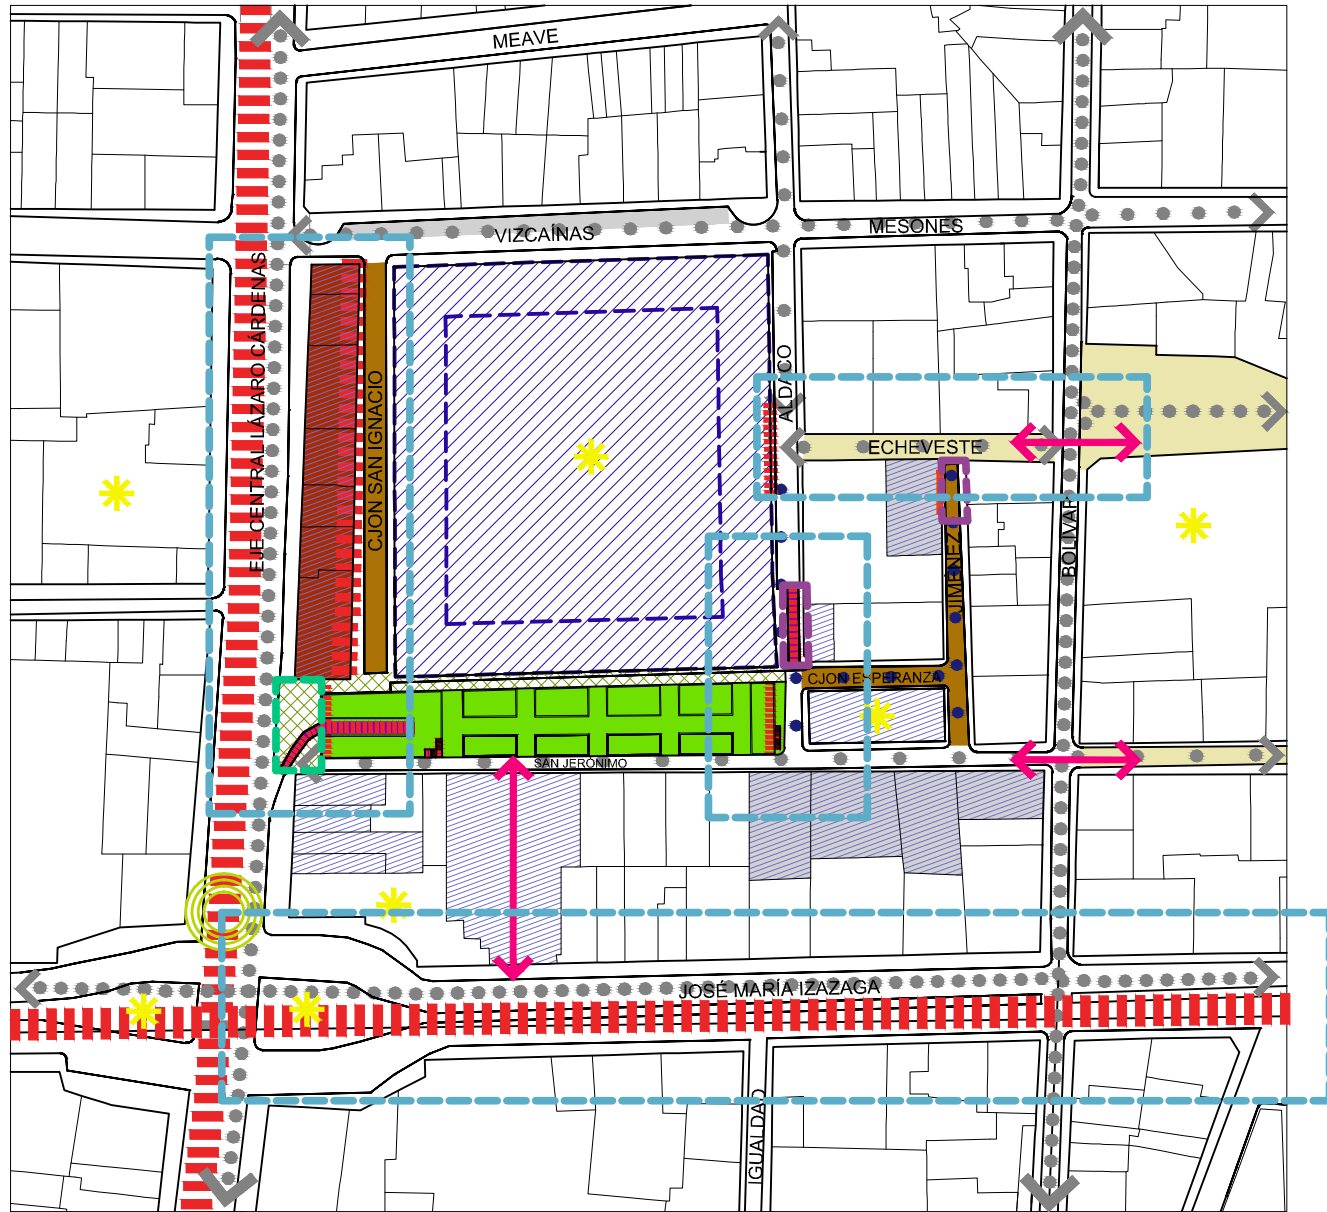 MEAVE
VIZCAÍNAS
MESONES
EJE CENTRAL LÁZARO CÁRDENAS
CJON SAN IGNACIO
ALDACO
ECHEVESTE
BOLIVAR
JIMÉNEZ
CJON ESPERANZA
SAN JERÓNIMO
JOSÉ MARÍA IZAZAGA
IGUALDAD